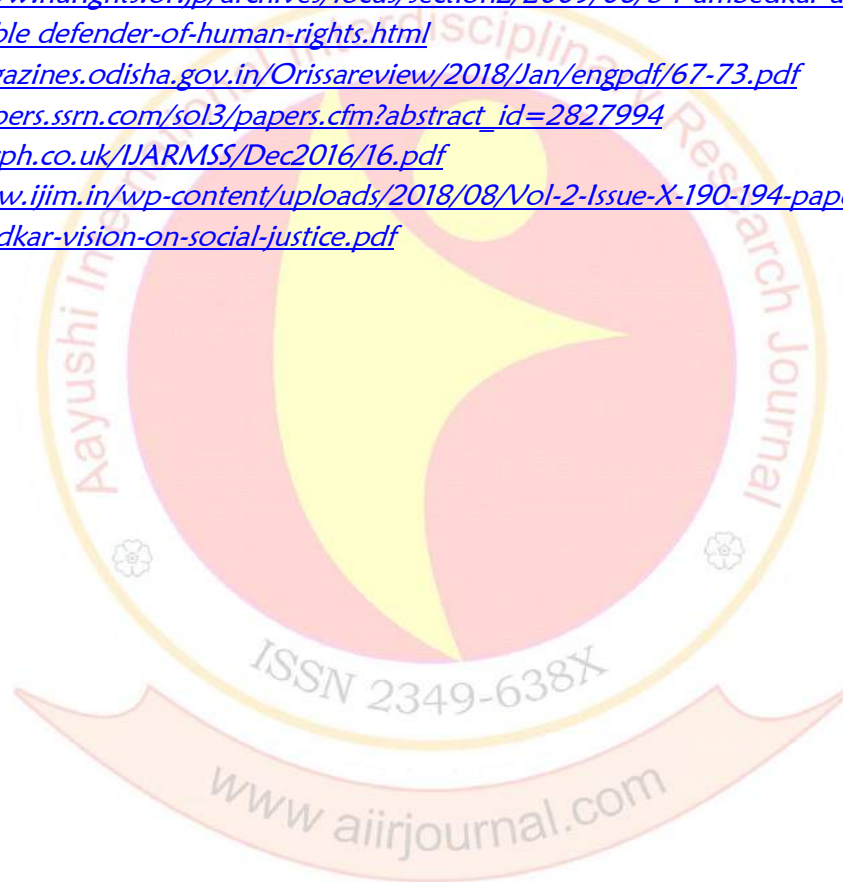 ble defender-of-human-rights.html
gazines.odisha.gov.in/Orissareview/2018/Jan/engpdf/67-73.pdf
pers.ssrn.com/sol3/papers.cfm?abstract_id=2827994
rph.co.uk/IJARMSS/Dec2016/16.pdf
w.ijim.in/wp-content/uploads/2018/08/Vol-2-Issue-X-190-194-pap
dkar-vision-on-social-justice.pdf
Aayushi International Interdisciplinary Research Journal
ISSN 2349-638X
www.aiirjournal.com